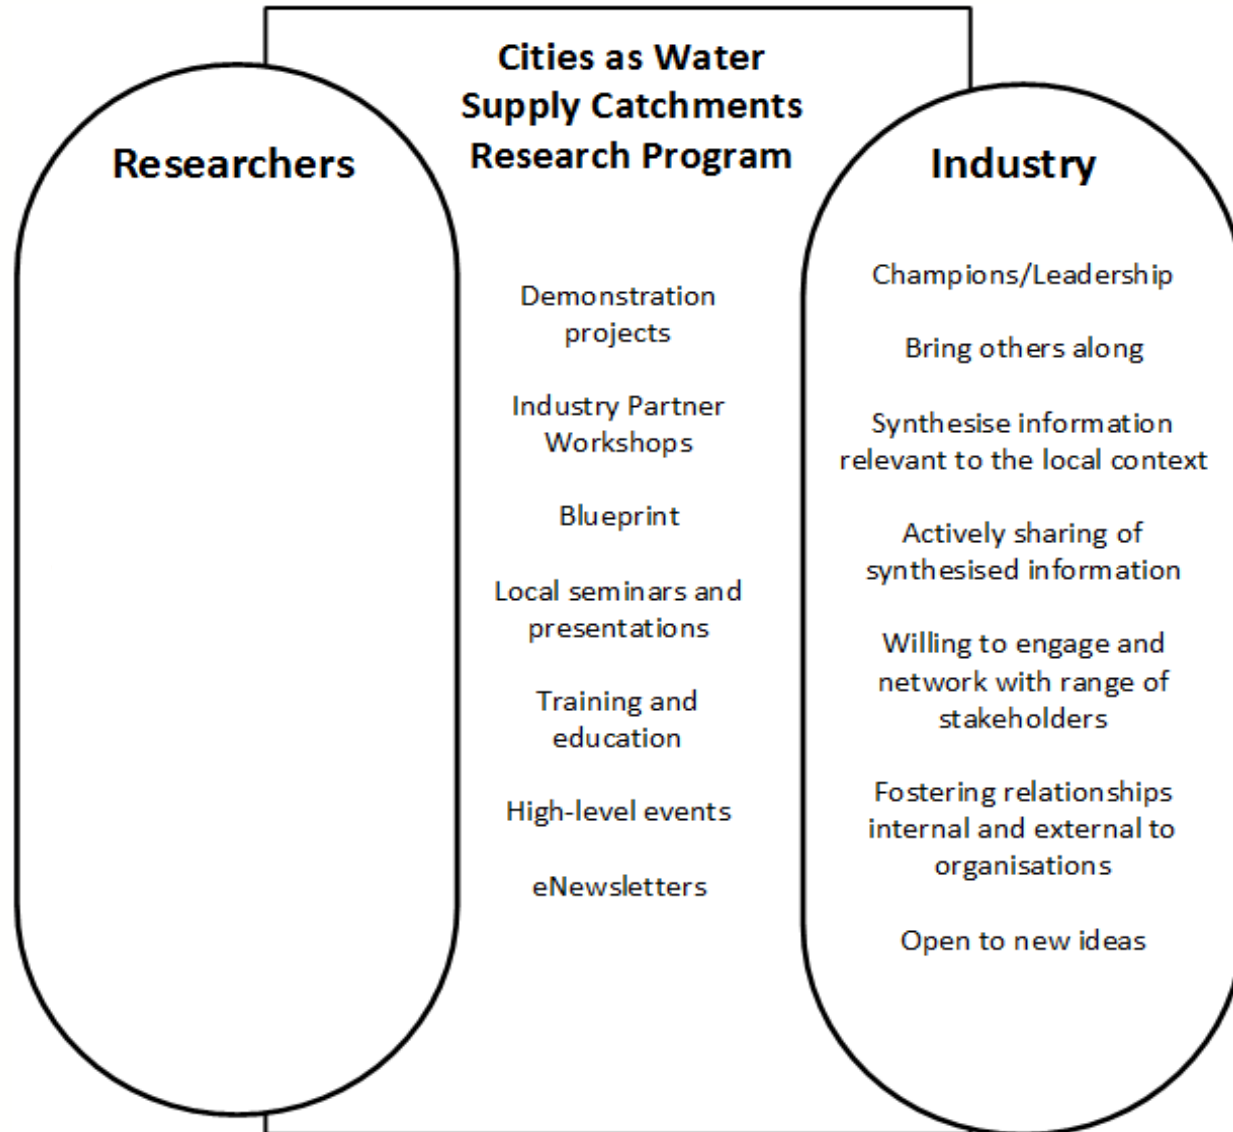 Cities as Water
Supply Catchments
Research Program
Researchers
Demonstration
projects
Industry Partner
Workshops
Blueprint
Local seminars and
presentations
Training and
education
High-level events
eNewsletters
Industry
Champions/Leadership
Bring others along
Synthesise information
relevant to the local context
Actively sharing of
synthesised information
Willing to engage and
network with range of
stakeholders
Fostering relationships
internal and external to
organisations
Open to new ideas